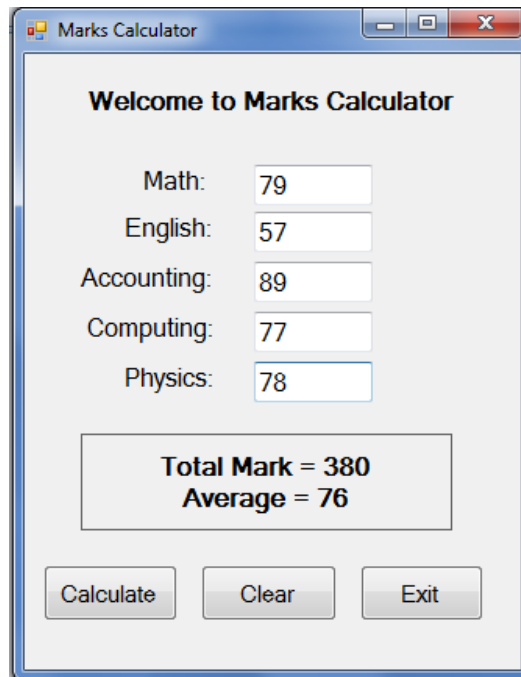 Marks Calculator
Welcome to Marks Calculator
Math: 79
English: 57
Accounting: 89
Computing: 77
Physics: 78
Total Mark = 380
Average = 76
Calculate Clear Exit